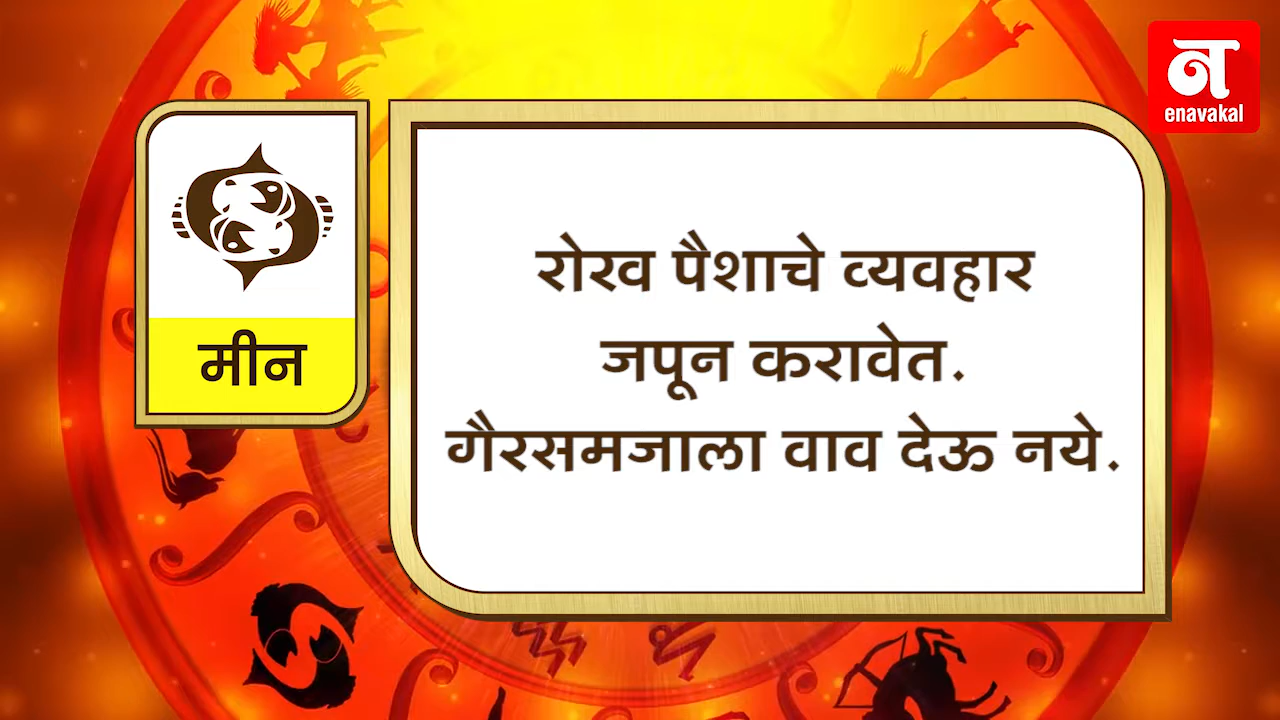 न
enavakal
मीन
रोख पैशाचे व्यवहार
जपून करावेत.
गैरसमजाला वाव देऊ नये.